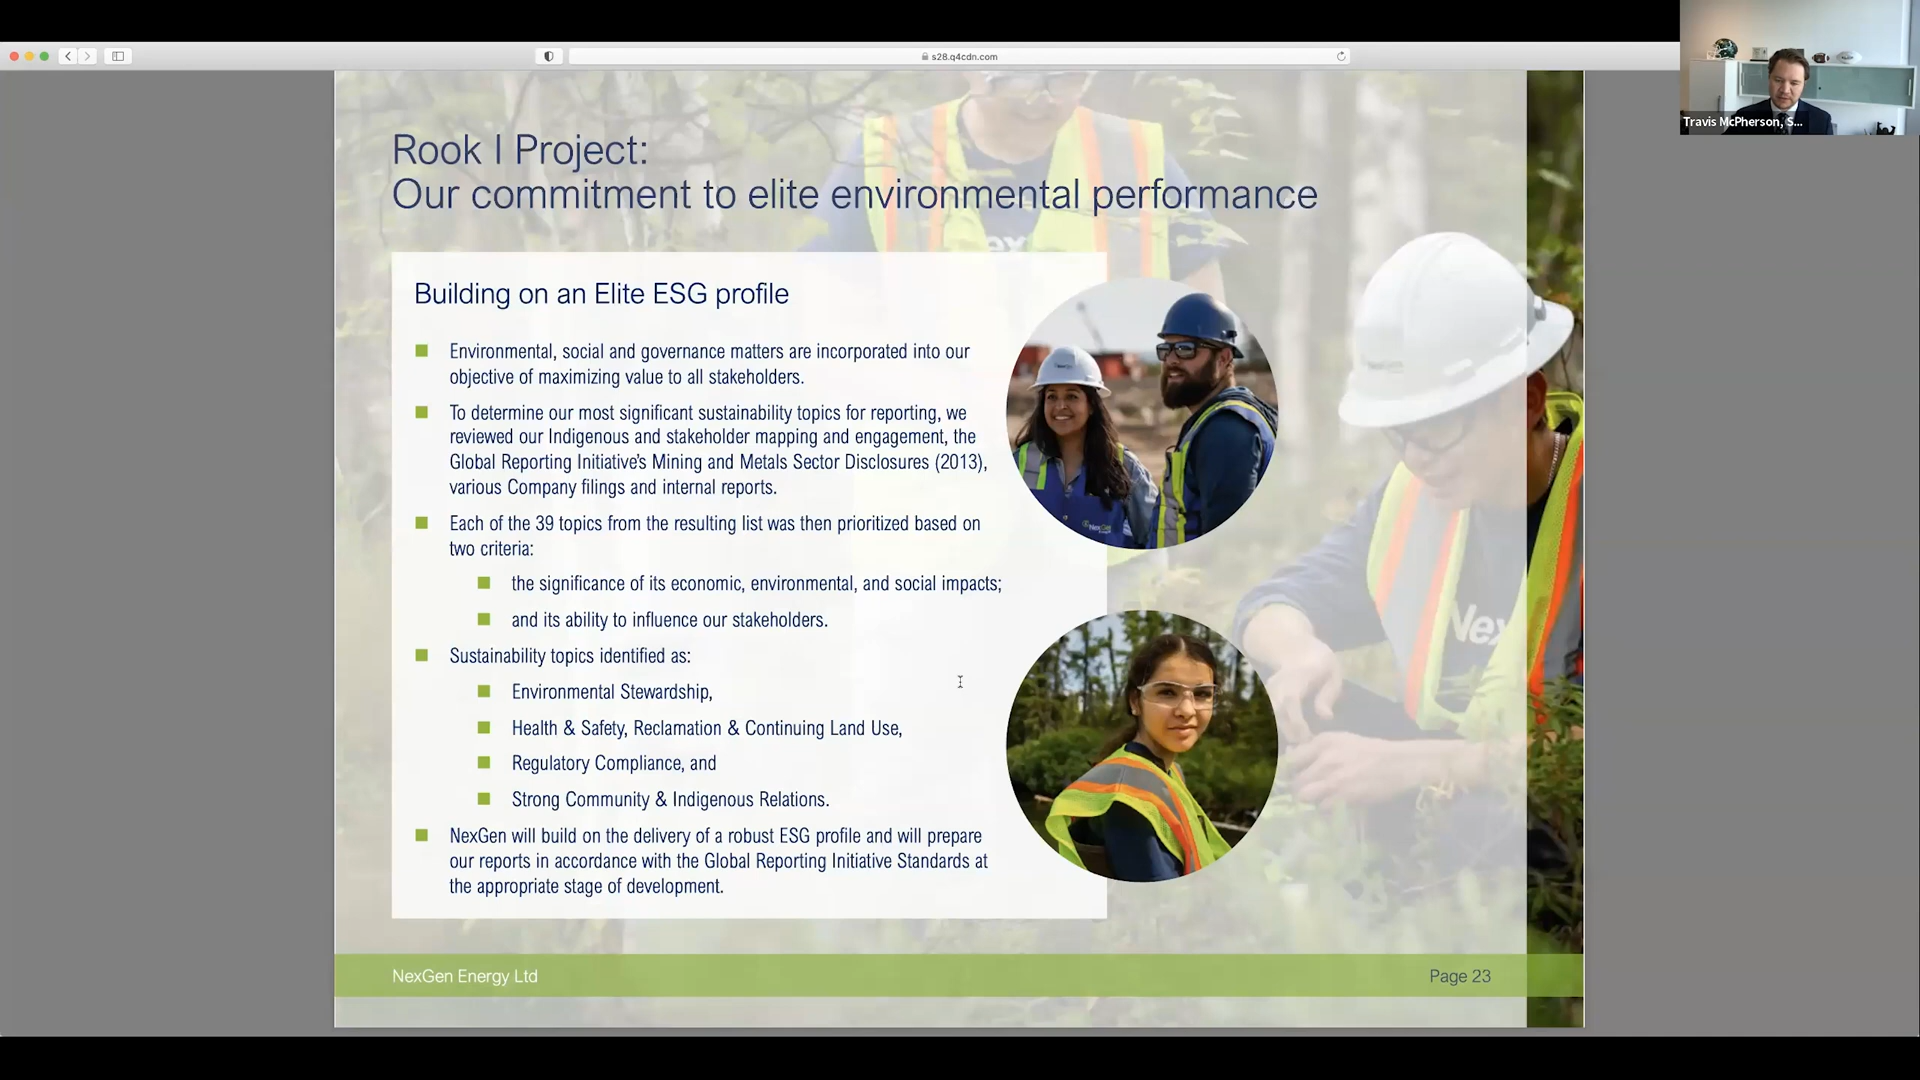 s28.q4cdn.com
Travis McPherson, S...
Rook I Project:
Our commitment to elite environmental performance
Building on an Elite ESG profile
Environmental, social and governance matters are incorporated into our
objective of maximizing value to all stakeholders.
To determine our most significant sustainability topics for reporting, we
reviewed our Indigenous and stakeholder mapping and engagement, the
Global Reporting Initiative's Mining and Metals Sector Disclosures (2013),
various Company filings and internal reports.
Each of the 39 topics from the resulting list was then prioritized based on
two criteria:
the significance of its economic, environmental, and social impacts;
and its ability to influence our stakeholders.
Sustainability topics identified as:
Environmental Stewardship,
Health & Safety, Reclamation & Continuing Land Use,
Regulatory Compliance, and
Strong Community & Indigenous Relations.
NexGen will build on the delivery of a robust ESG profile and will prepare
our reports in accordance with the Global Reporting Initiative Standards at
the appropriate stage of development.
Nex
NexGen Energy Ltd
Page 23